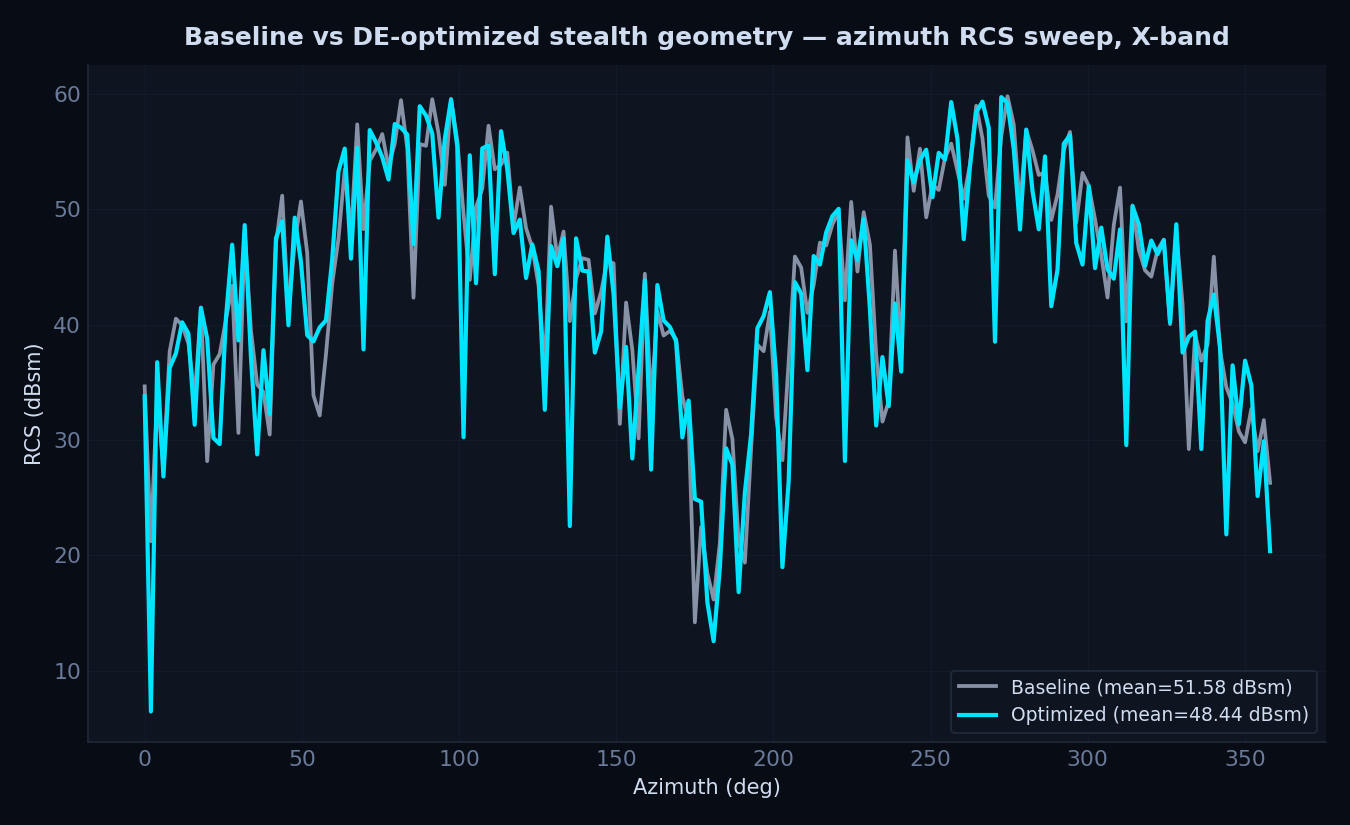 Baseline vs DE-optimized stealth geometry — azimuth RCS sweep, X-band
60
50
40
30
20
10
RCS (dBsm)
Baseline (mean=51.58 dBsm)
Optimized (mean=48.44 dBsm)
0 50 100 150 200 250 300 350
Azimuth (deg)